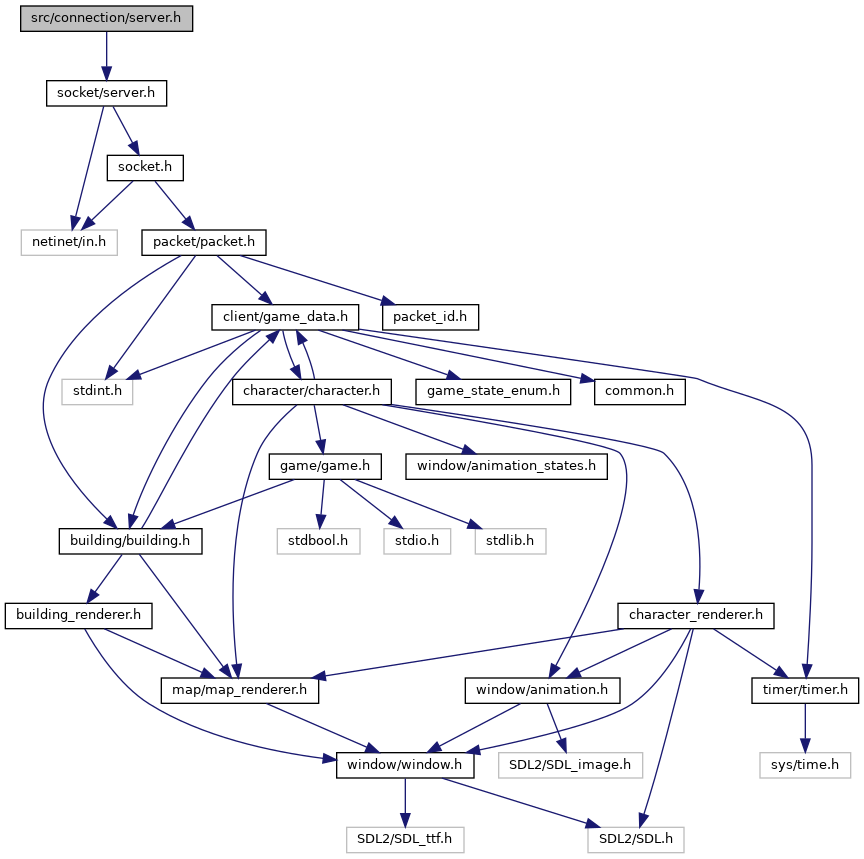 src/connection/server.h
socket/server.h
socket.h
netinet/in.h
packet/packet.h
client/game_data.h
packet_id.h
stdint.h
character/character.h
game_state_enum.h
common.h
game/game.h
window/animation_states.h
building/building.h
stdbool.h
stdio.h
stdlib.h
building_renderer.h
character_renderer.h
map/map_renderer.h
window/animation.h
timer/timer.h
window/window.h
SDL2/SDL_image.h
sys/time.h
SDL2/SDL_ttf.h
SDL2/SDL.h